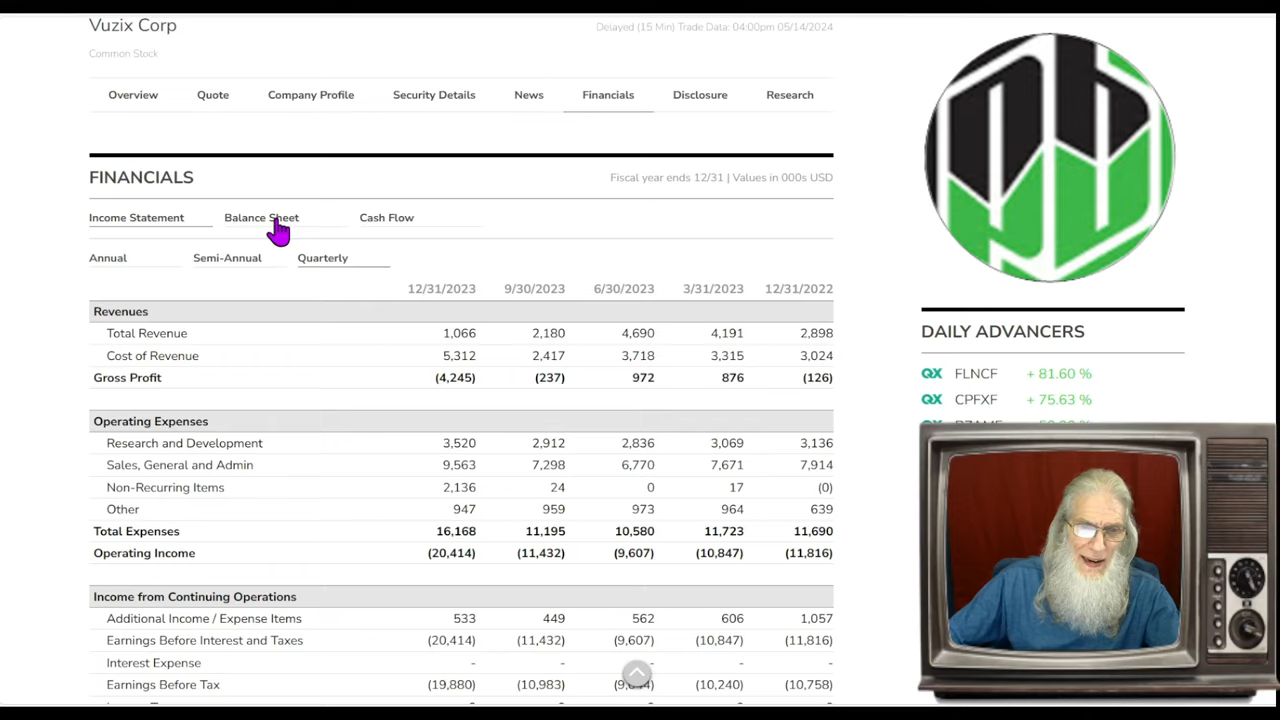 Vuzix Corp
Delayed (15 Min) Trade Data: 04:00pm 05/14/2024
Common Stock
Overview Quote Company Profile Security Details News Financials Disclosure Research
FINANCIALS
Fiscal year ends 12/31 | Values in 000s USD
Income Statement Balance Sheet Cash Flow
Annual Semi-Annual Quarterly
12/31/2023 9/30/2023 6/30/2023 3/31/2023 12/31/2022
Revenues
Total Revenue 1,066 2,180 4,690 4,191 2,898
Cost of Revenue 5,312 2,417 3,718 3,315 3,024
Gross Profit (4,245) (237) 972 876 (126)
Operating Expenses
Research and Development 3,520 2,912 2,836 3,069 3,136
Sales, General and Admin 9,563 7,298 6,770 7,671 7,914
Non-Recurring Items 2,136 24 0 17 (0)
Other 947 959 973 964 639
Total Expenses 16,168 11,195 10,580 11,723 11,690
Operating Income (20,414) (11,432) (9,607) (10,847) (11,816)
Income from Continuing Operations
Additional Income / Expense Items 533 449 562 606 1,057
Earnings Before Interest and Taxes (20,414) (11,432) (9,607) (10,847) (11,816)
Interest Expense - - - - -
Earnings Before Tax (19,880) (10,983) (10,240) (10,758)
DAILY ADVANCERS
QX FLNCF + 81.60 %
QX CPFXF + 75.63 %